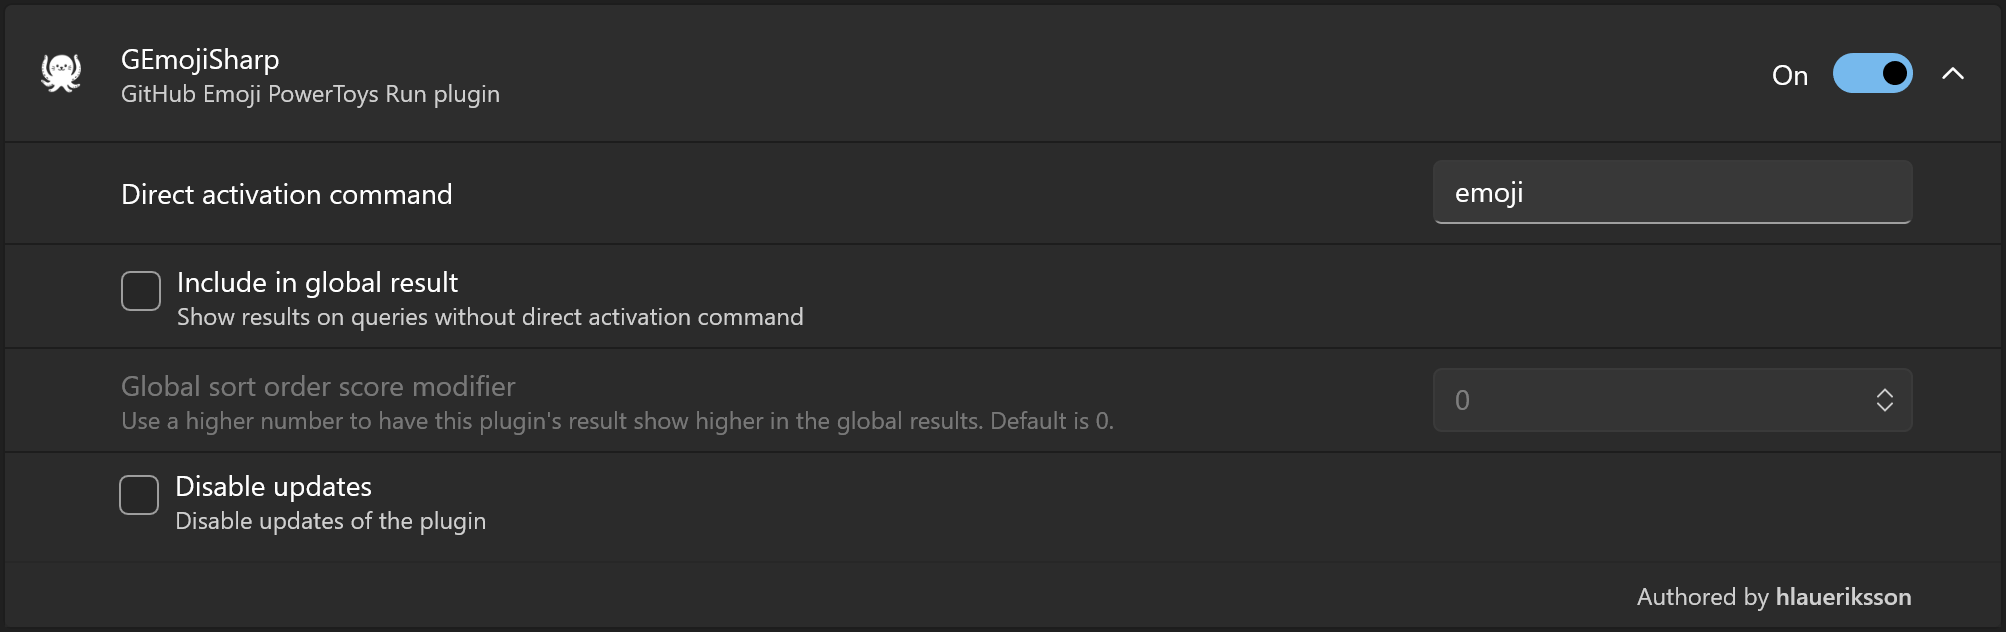 GEmojiSharp
GitHub Emoji PowerToys Run plugin
On
Direct activation command
emoji
Include in global result
Show results on queries without direct activation command
Global sort order score modifier
Use a higher number to have this plugin's result show higher in the global results. Default is 0.
0
Disable updates
Disable updates of the plugin
Authored by hlaueriksson